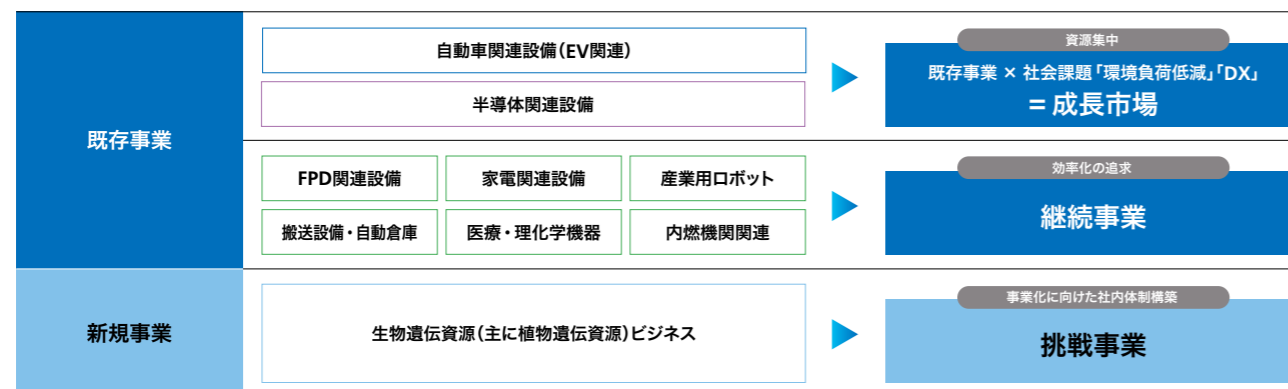 既存事業
自動車関連設備(EV関連)
半導体関連設備
資源集中
既存事業 × 社会課題「環境負荷低減」「DX」
＝成長市場
FPD関連設備
家電関連設備
産業用ロボット
搬送設備・自動倉庫
医療・理化学機器
内燃機関関連
効率化の追求
継続事業
新規事業
生物遺伝資源(主に植物遺伝資源)ビジネス
事業化に向けた社内体制構築
挑戦事業